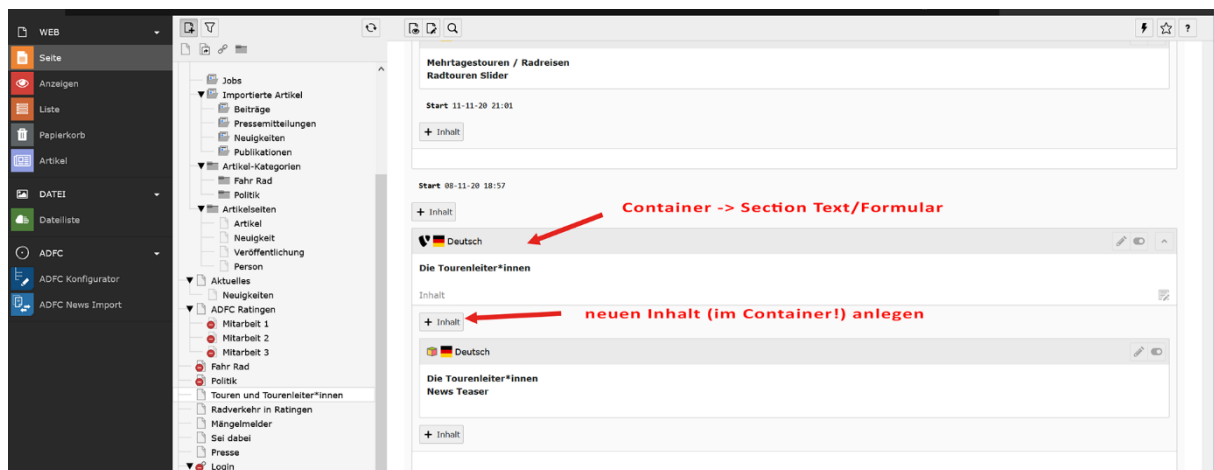 WEB
Seite
Anzeigen
Liste
Papierkorb
Artikel
DATEI
Dateiliste
ADFC
ADFC Konfigurator
ADFC News Import
Jobs
Importierte Artikel
Beiträge
Pressemitteilungen
Neuigkeiten
Publikationen
Artikel-Kategorien
Fahr Rad
Politik
Artikelseiten
Artikel
Neuigkeit
Veröffentlichung
Person
Aktuelles
Neuigkeiten
ADFC Ratingen
Mitarbeit 1
Mitarbeit 2
Mitarbeit 3
Fahr Rad
Politik
Touren und Tourenleiter*innen
Radverkehr in Ratingen
Mängelmelder
Sei dabei
Presse
Login
?
Mehrtagestouren / Radreisen
Radtouren Slider
Start 11-11-20 21:01
+ Inhalt
Start 08-11-20 18:57
+ Inhalt
Container -> Section Text/Formular
Deutsch
Die Tourenleiter*innen
Inhalt
+ Inhalt
neuen Inhalt (im Container!) anlegen
Deutsch
Die Tourenleiter*innen
News Teaser
+ Inhalt